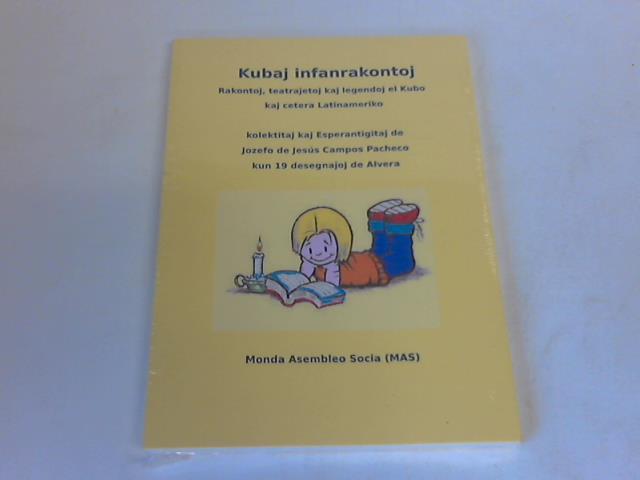 Kubaj infanrakontoj
Rakontoj, teatrajetoj kaj legendoj el Kubo
kaj cetera Latinameriko
kolektitaj kaj Esperantigitaj de
Jozefo de Jesús Campos Pacheco
kun 19 desegnajoj de Alvera
Monda Asembleo Socia (MAS)